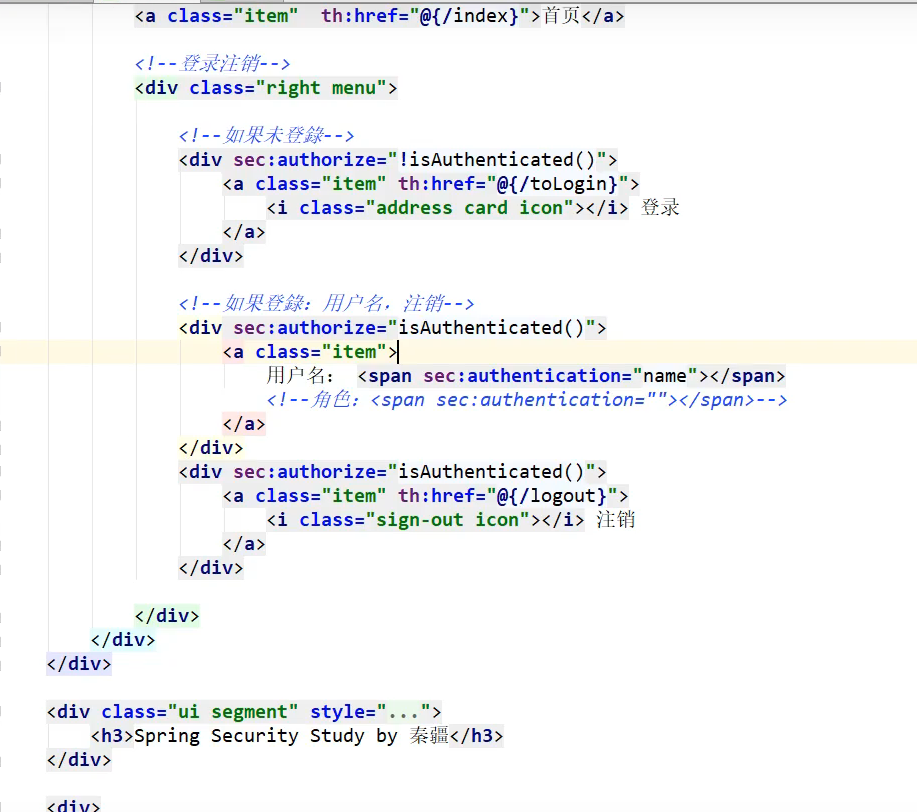 <a class="item"  th:href="@{/index}">首页</a>
<!--登录注销-->
<div class="right menu">
<!--如果未登錄-->
<div sec:authorize="!isAuthenticated()">
<a class="item" th:href="@{/toLogin}">
<i class="address card icon"></i> 登录
</a>
</div>
<!--如果登錄：用户名，注销-->
<div sec:authorize="isAuthenticated()">
<a class="item">
用户名： <span sec:authentication="name"></span>
<!--角色：<span sec:authentication=""></span>-->
</a>
</div>
<div sec:authorize="isAuthenticated()">
<a class="item" th:href="@{/logout}">
<i class="sign-out icon"></i> 注销
</a>
</div>
</div>
</div>
</div>
<div class="ui segment" style="...">
<h3>Spring Security Study by 秦疆</h3>
</div>
<div>